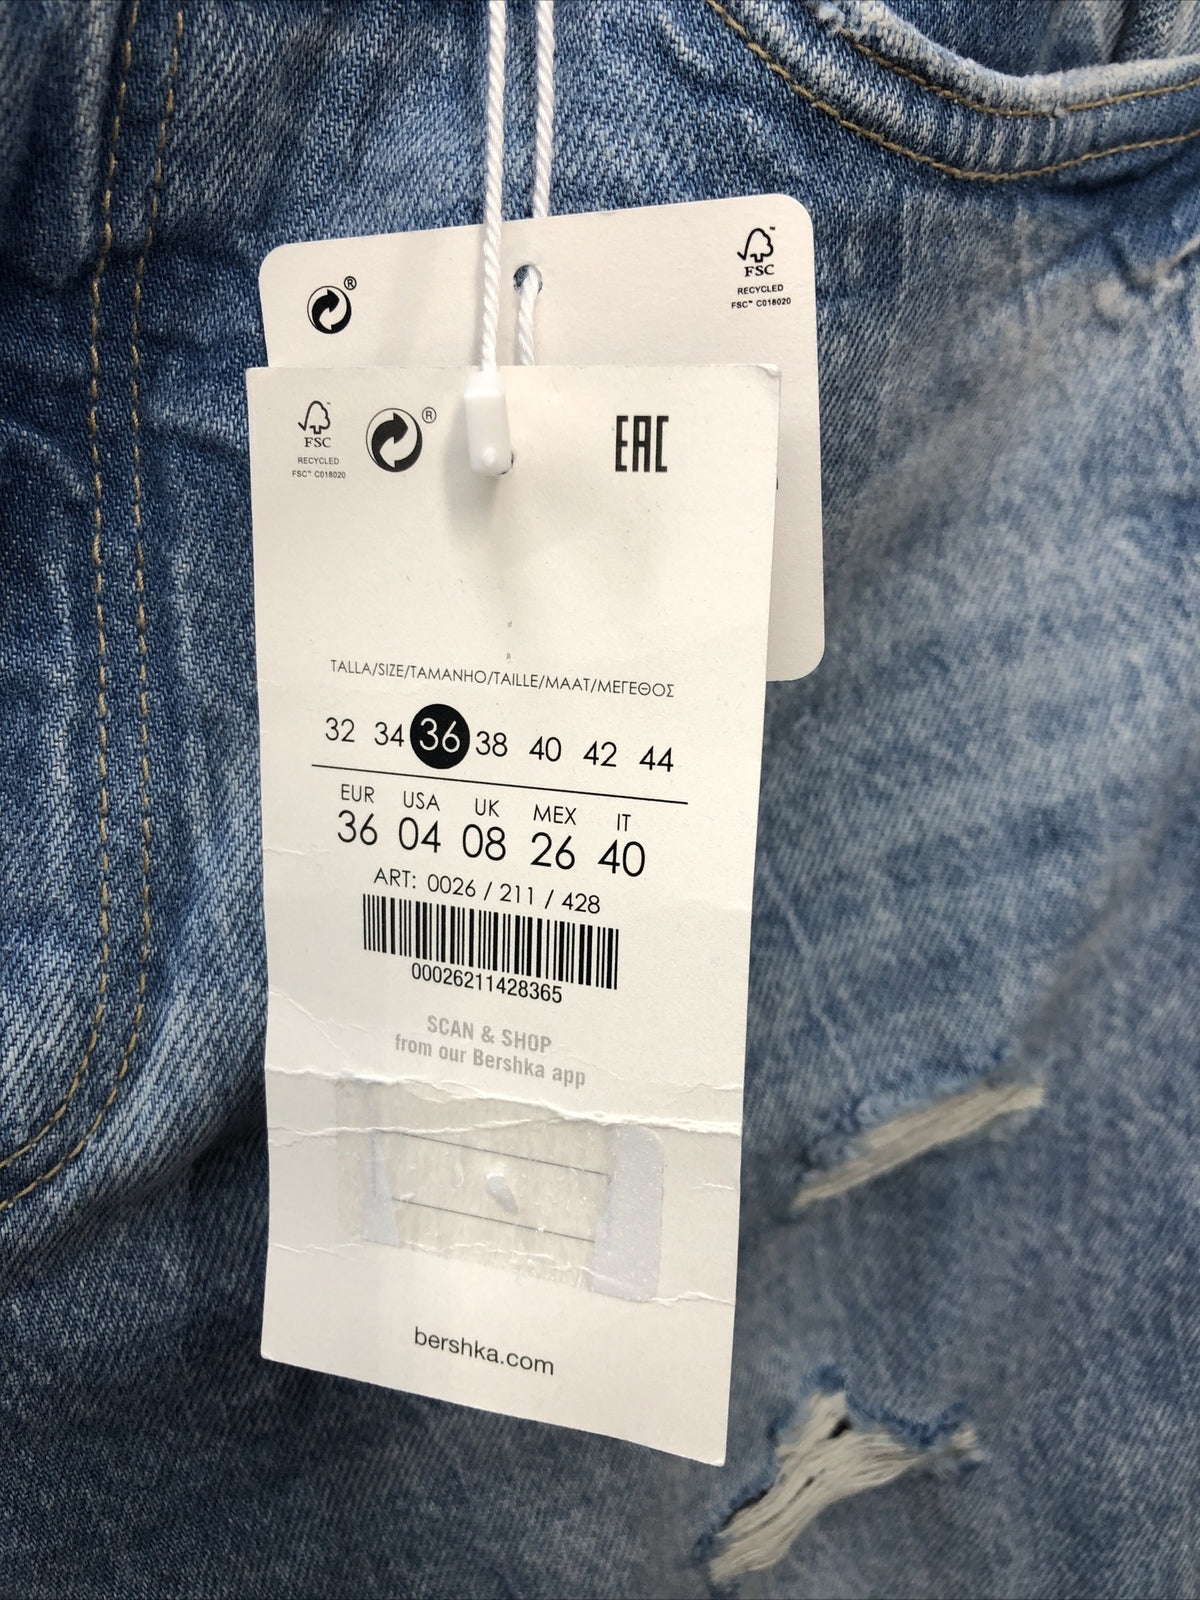 ®
FSC™
RECYCLED
FSC™ C018020
FSC™
RECYCLED
FSC™ C018020
®
EAC
TALLA/SIZE/TAMANHO/TAILLE/MAAT/ΜΕΓΕΘΟΣ
32 34 36 38 40 42 44
EUR USA UK MEX IT
36 04 08 26 40
ART: 0026 / 211 / 428
00026211428365
SCAN & SHOP
from our Bershka app
bershka.com